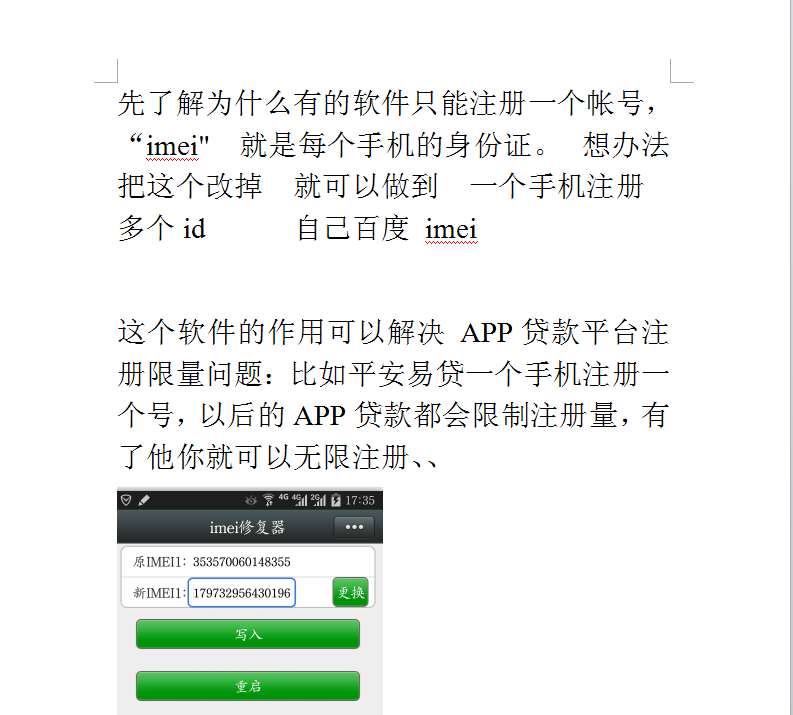 先了解为什么有的软件只能注册一个帐号，
“imei" 就是每个手机的身份证。 想办法
把这个改掉 就可以做到 一个手机注册
多个 id 自己百度 imei
这个软件的作用可以解决 APP 贷款平台注
册限量问题：比如平安易贷一个手机注册一
个号，以后的 APP 贷款都会限制注册量，有
了他你就可以无限注册、、
4G 4G 2G 17:35
imei修复器
原IMEI1: 353570060148355
新IMEI1: 179732956430196 更换
写入
重启